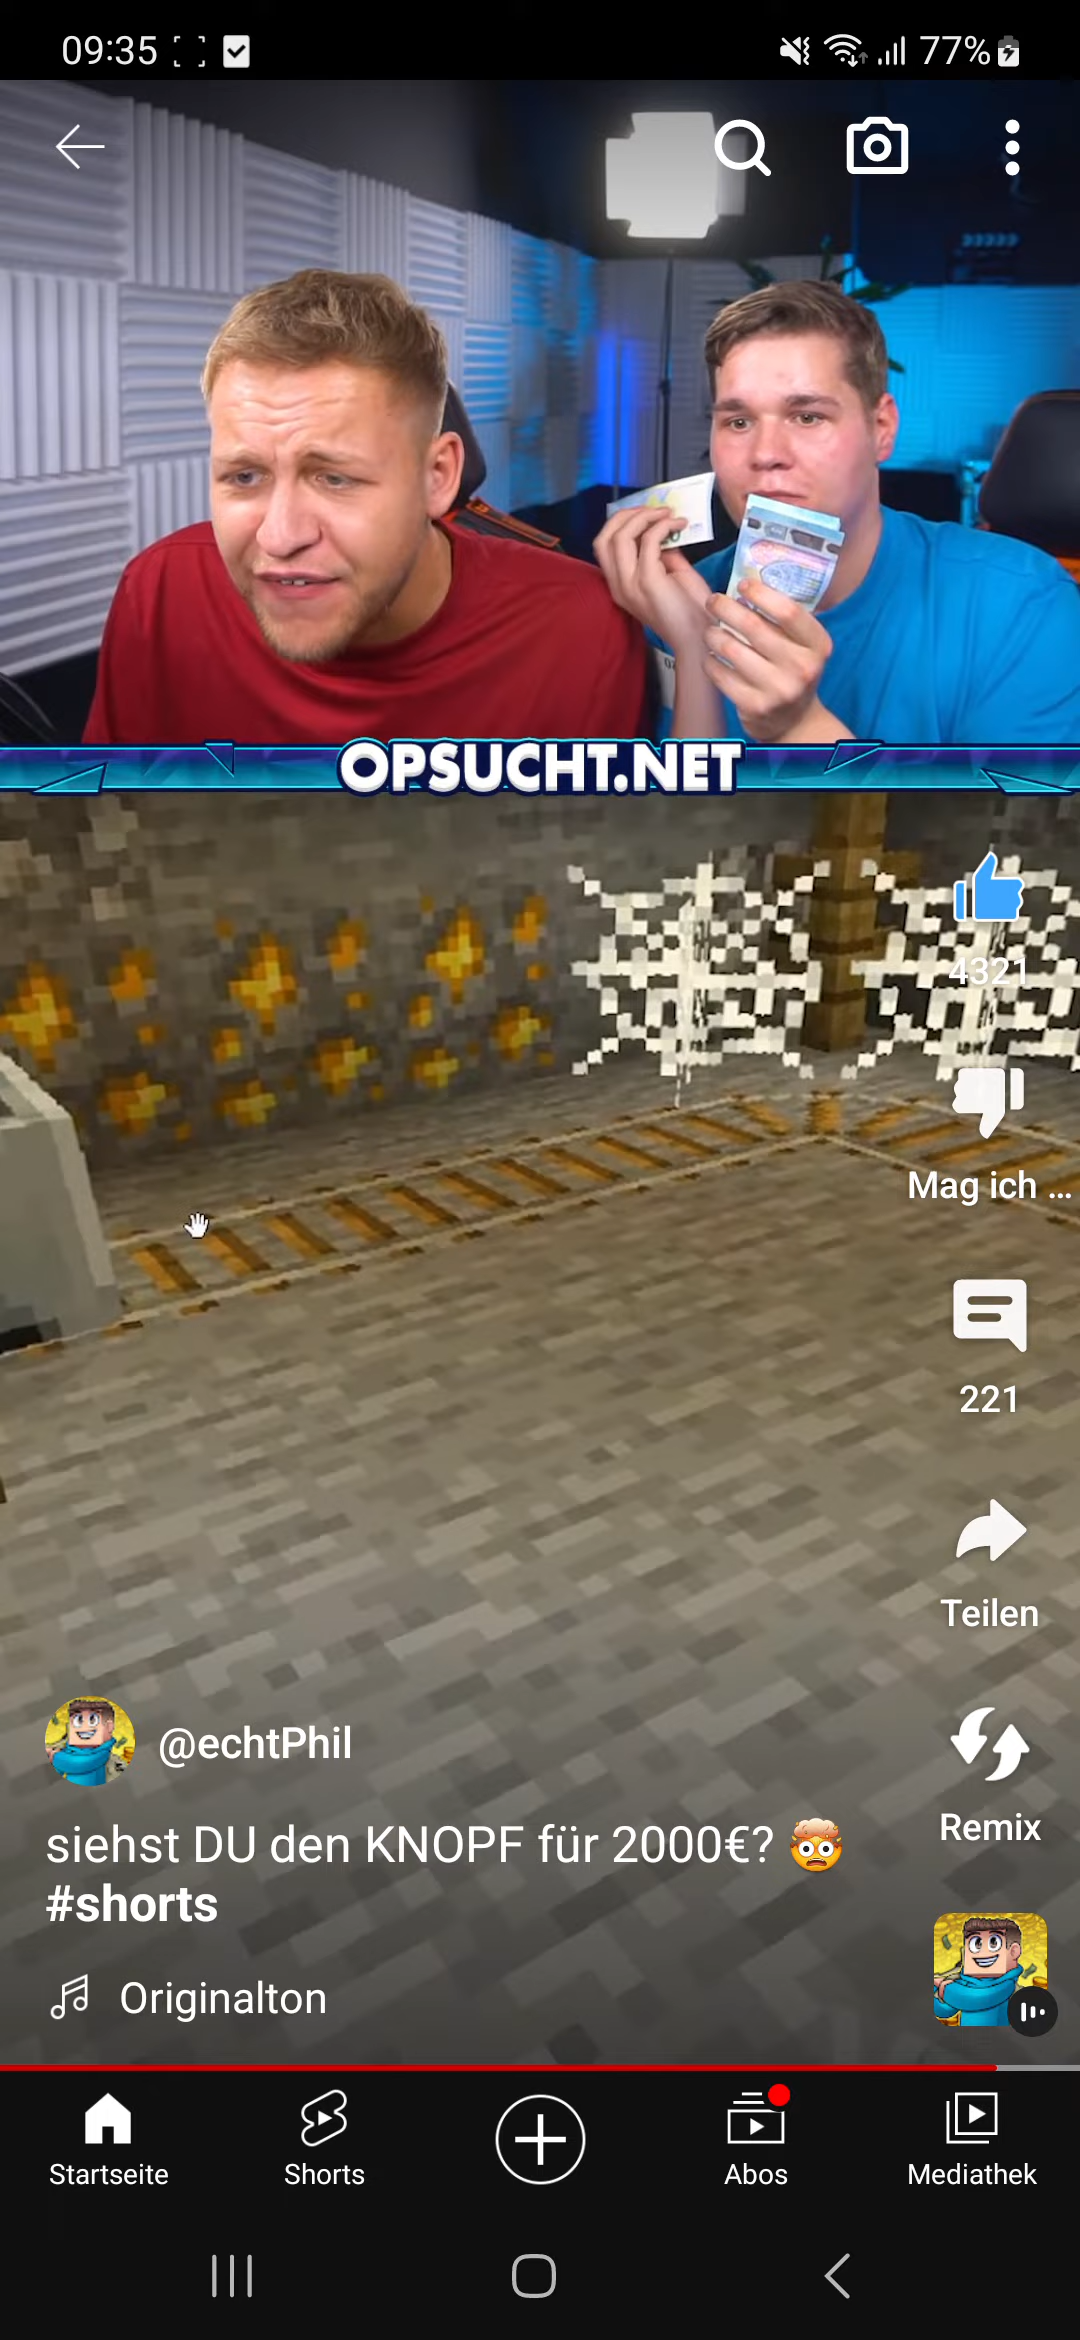 09:35
77%
OPSUCHT.NET
4321
Mag ich ...
221
Teilen
@echtPhil
Remix
siehst DU den KNOPF für 2000€? 🤯
#shorts
Originalton
Startseite
Shorts
Abos
Mediathek